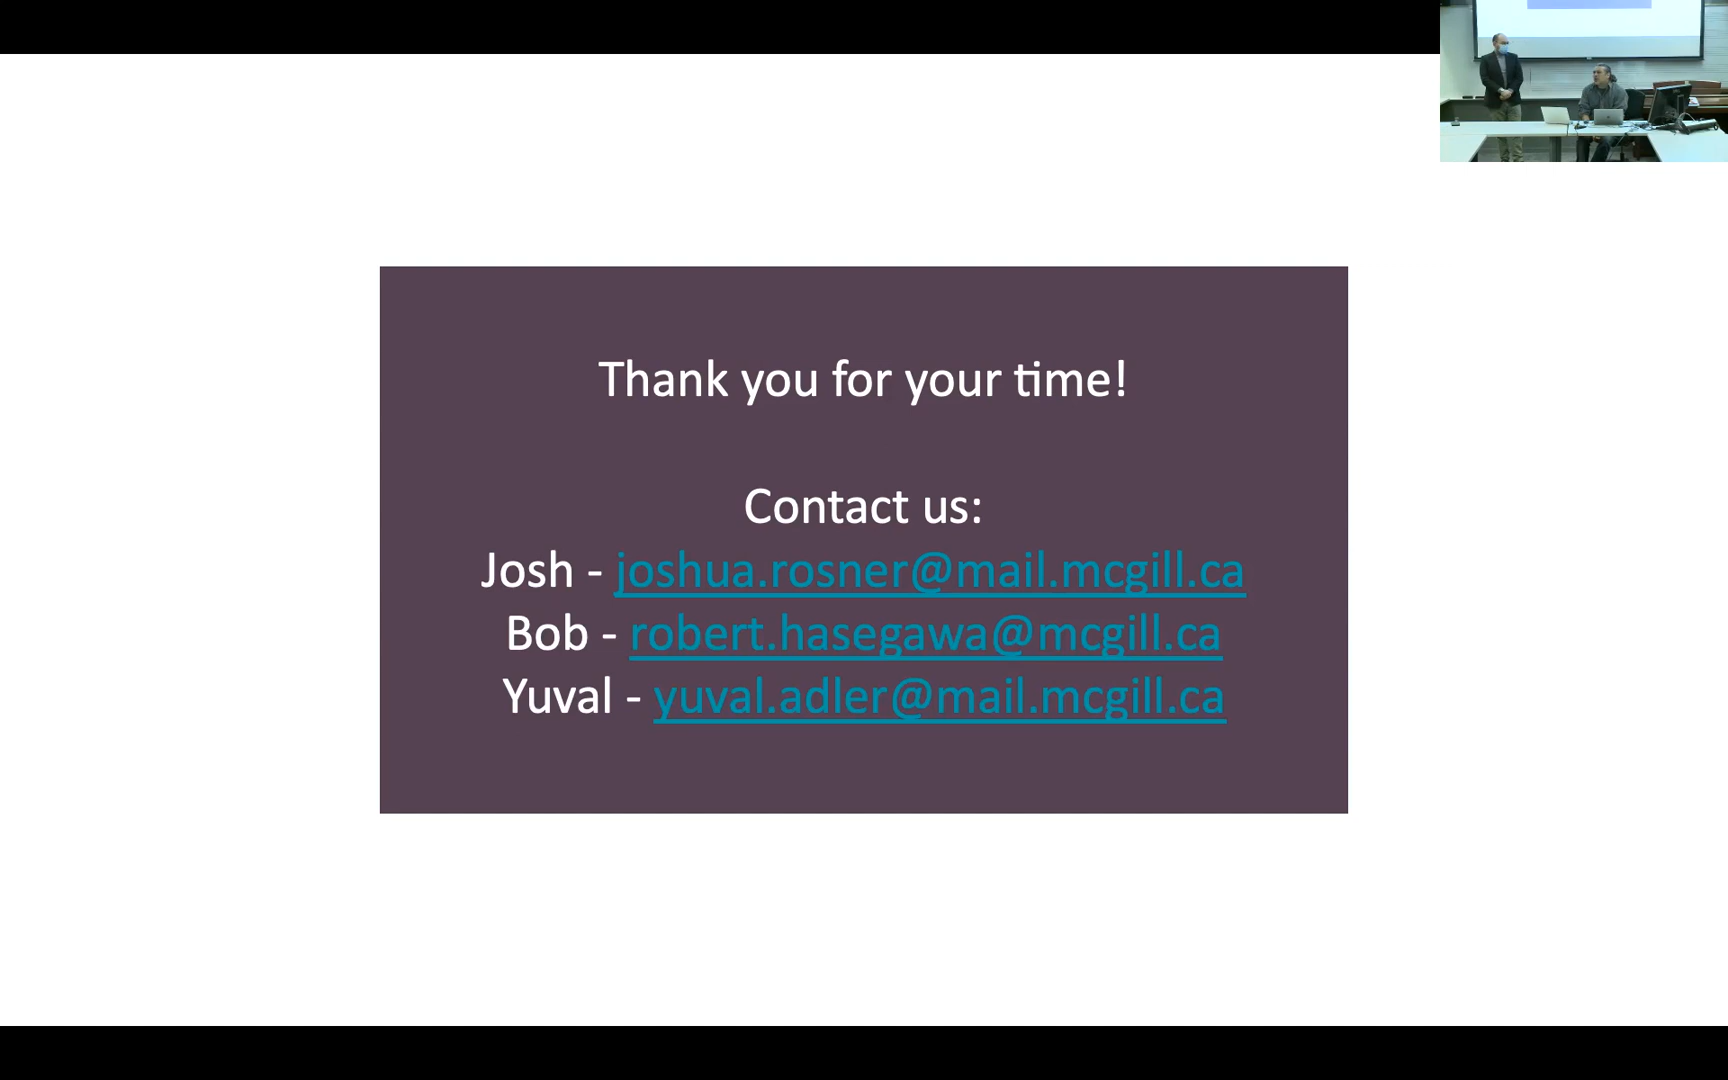 Thank you for your time!
Contact us:
Josh - joshua.rosner@mail.mcgill.ca
Bob - robert.hasegawa@mcgill.ca
Yuval - yuval.adler@mail.mcgill.ca